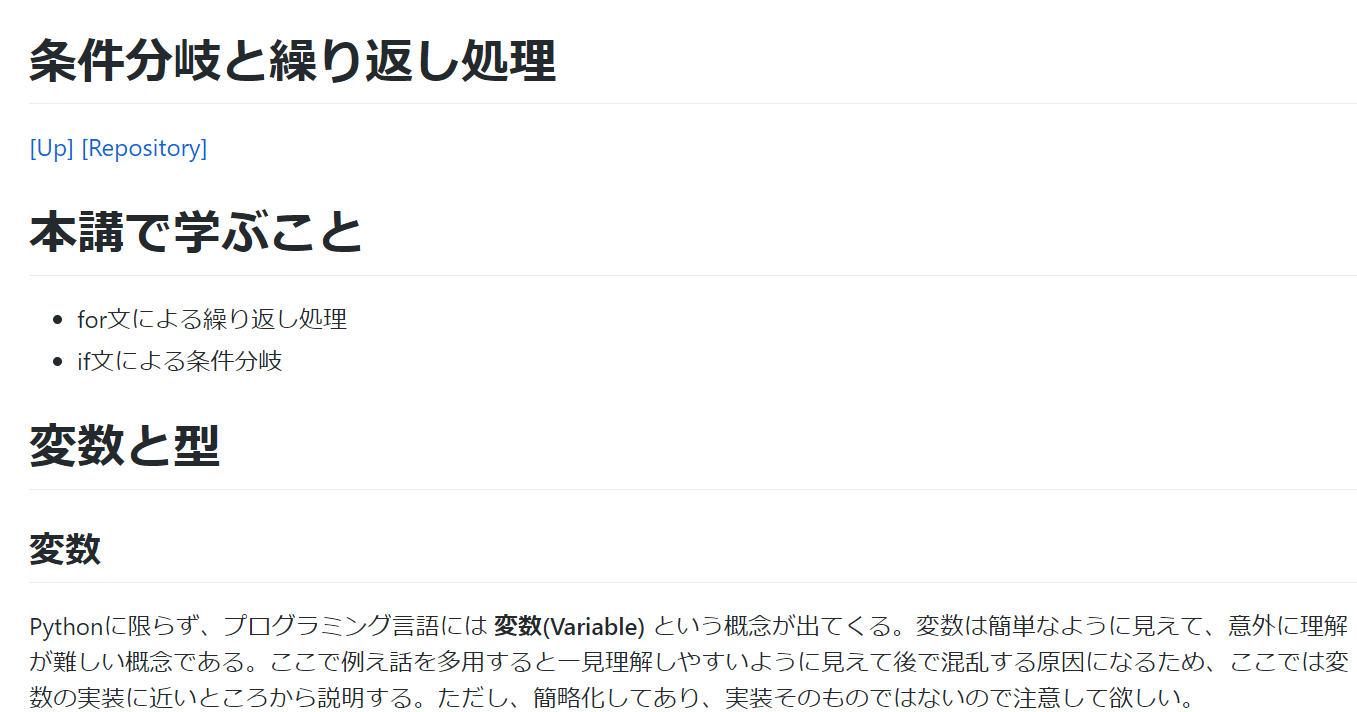 条件分岐と繰り返し処理
[Up] [Repository]
本講で学ぶこと
for文による繰り返し処理
if文による条件分岐
変数と型
変数
Pythonに限らず、プログラミング言語には 変数(Variable) という概念が出てくる。変数は簡単なように見えて、意外に理解
が難しい概念である。ここで例え話を多用すると一見理解しやすいように見えて後で混乱する原因になるため、ここでは変
数の実装に近いところから説明する。ただし、簡略化してあり、実装そのものではないので注意して欲しい。